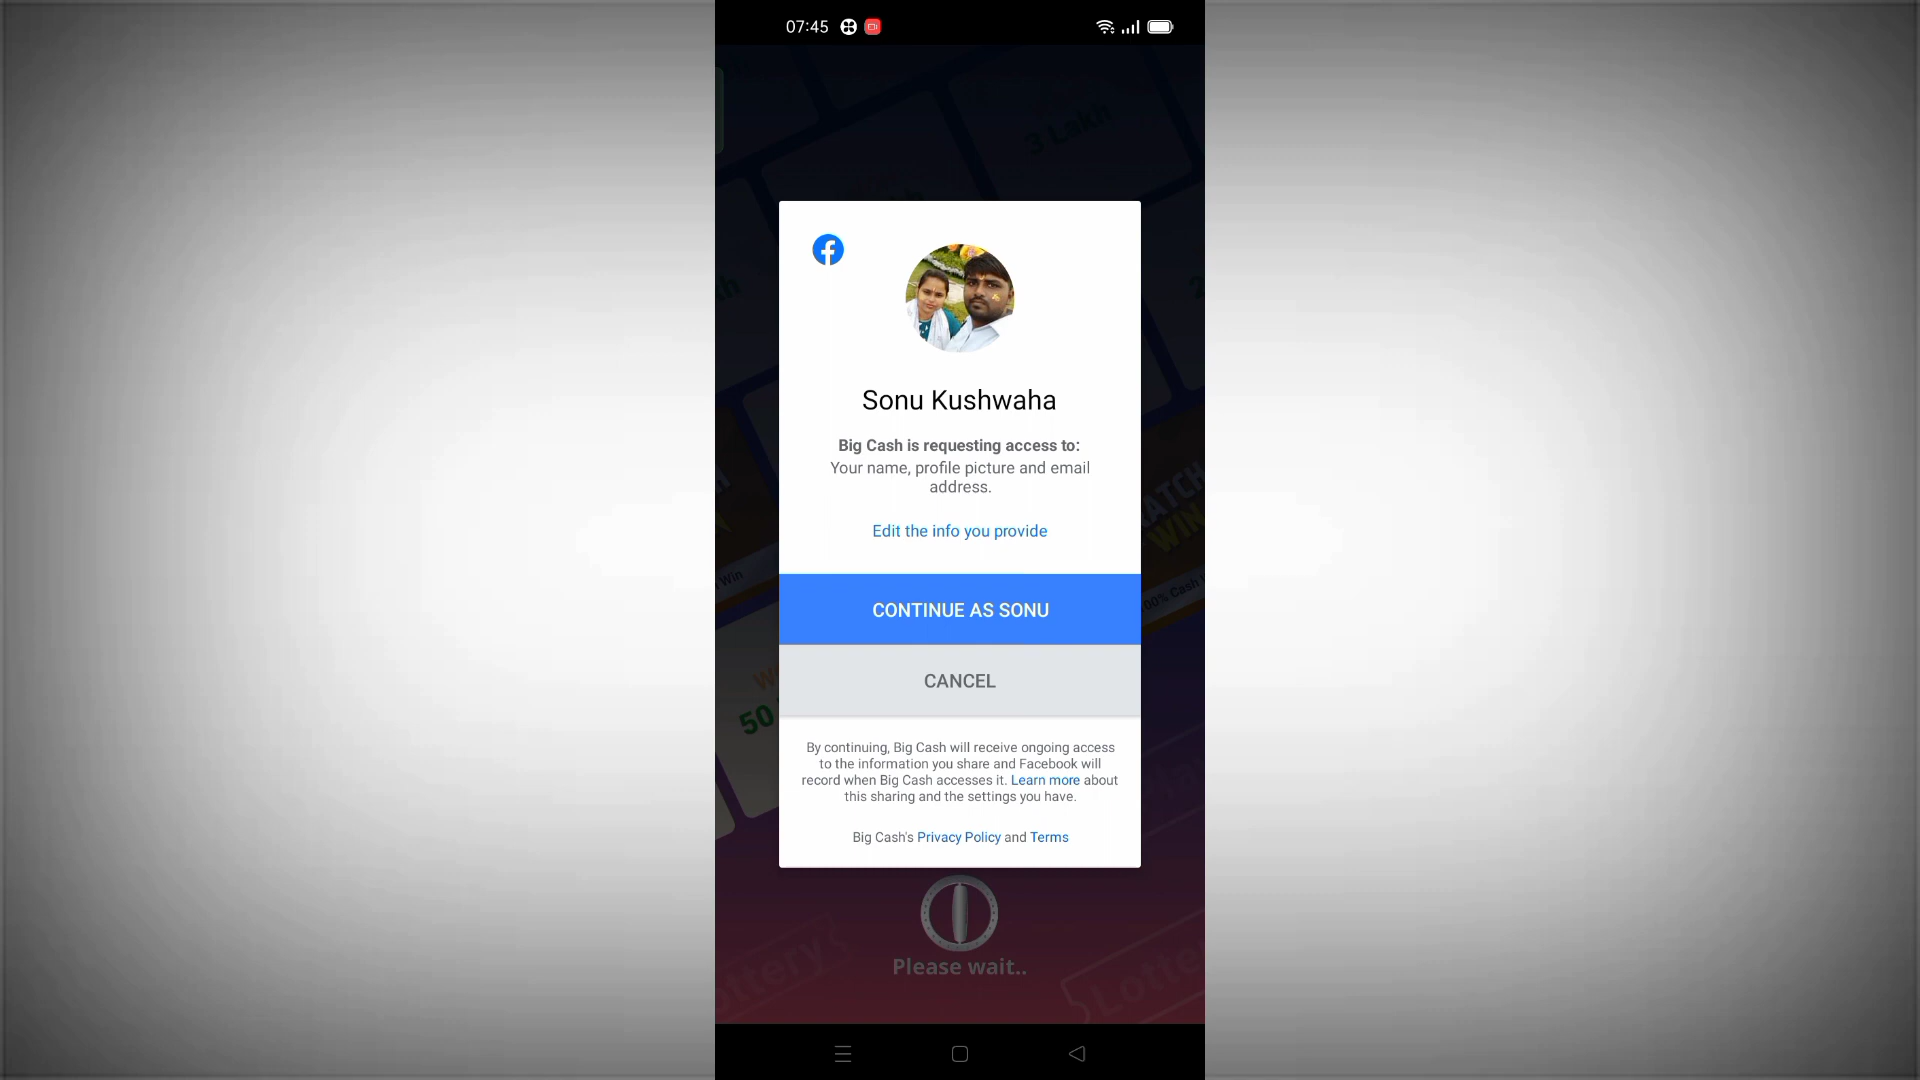 07:45
3 Lakh
Sonu Kushwaha
Big Cash is requesting access to:
Your name, profile picture and email
address.
Edit the info you provide
CONTINUE AS SONU
CANCEL
50
By continuing, Big Cash will receive ongoing access
to the information you share and Facebook will
record when Big Cash accesses it. Learn more about
this sharing and the settings you have.
Big Cash's Privacy Policy and Terms
Please wait..